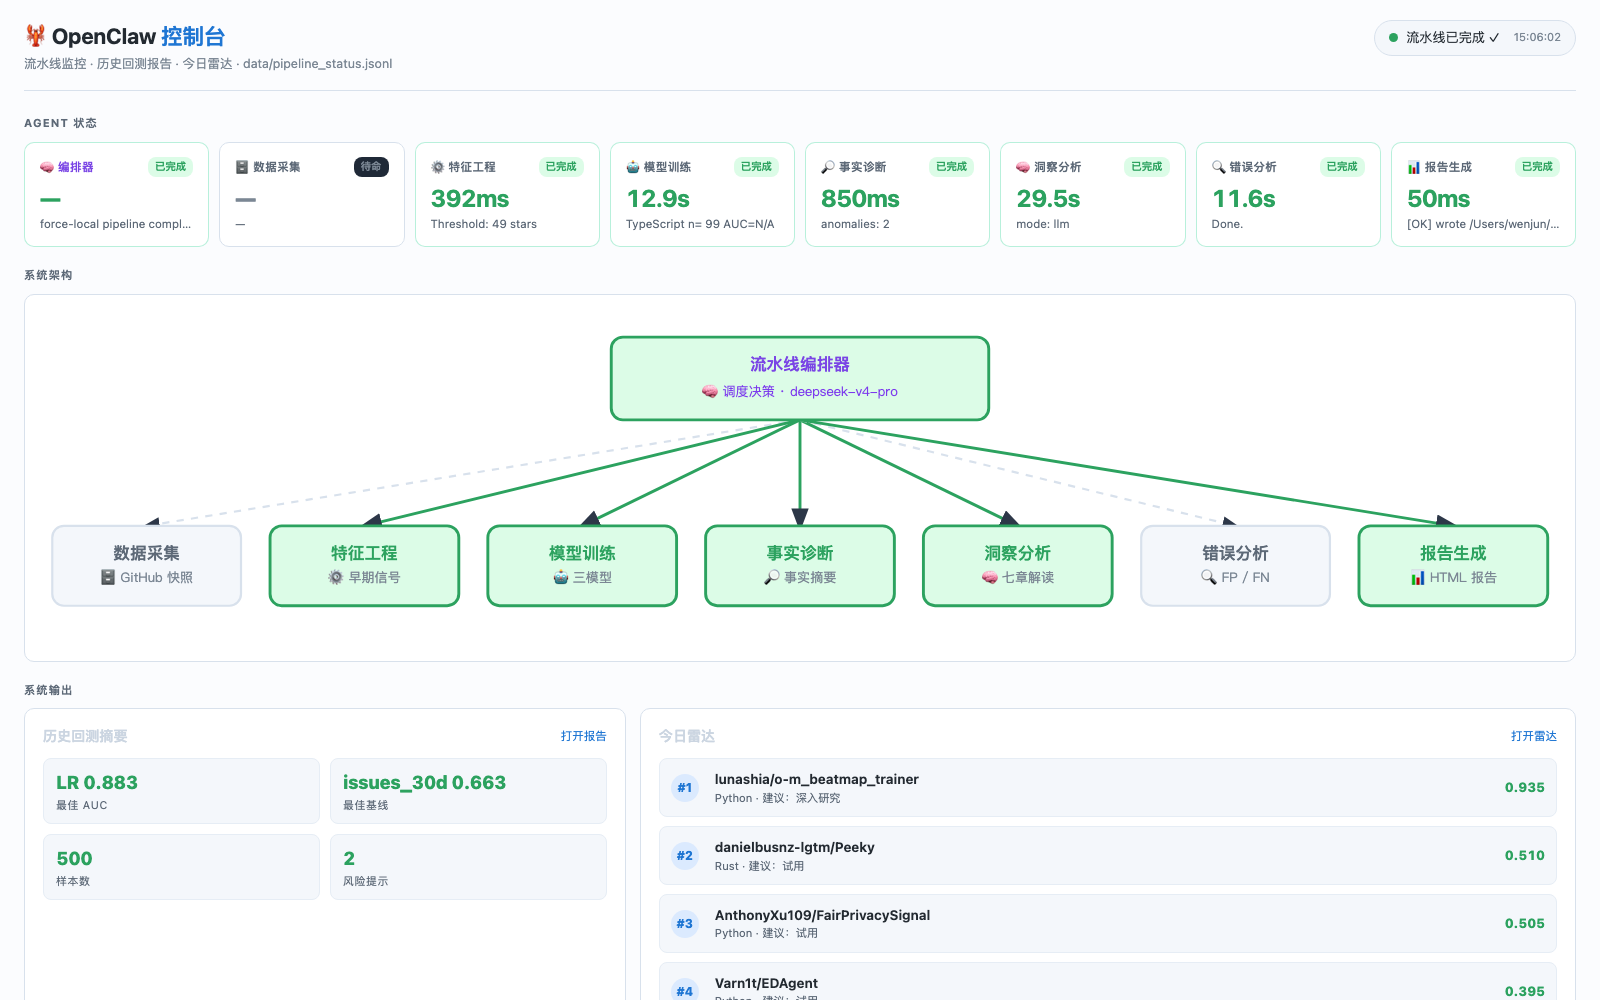 OpenClaw 控制台
流水线监控 · 历史回测报告 · 今日雷达 · data/pipeline_status.jsonl
流水线已完成 ✓ 15:06:02
AGENT 状态
编排器 已完成
—
force-local pipeline compl...
数据采集 待命
—
—
特征工程 已完成
392ms
Threshold: 49 stars
模型训练 已完成
12.9s
TypeScript n= 99 AUC=N/A
事实诊断 已完成
850ms
anomalies: 2
洞察分析 已完成
29.5s
mode: llm
错误分析 已完成
11.6s
Done.
报告生成 已完成
50ms
[OK] wrote /Users/wenjun/...
系统架构
流水线编排器
调度决策 · deepseek-v4-pro
数据采集
GitHub 快照
特征工程
早期信号
模型训练
三模型
事实诊断
事实摘要
洞察分析
七章解读
错误分析
FP / FN
报告生成
HTML 报告
系统输出
历史回测摘要 打开报告
LR 0.883
最佳 AUC
issues_30d 0.663
最佳基线
500
样本数
2
风险提示
今日雷达 打开雷达
#1 lunashia/o-m_beatmap_trainer 0.935
Python · 建议：深入研究
#2 danielbusnz-lgtm/Peeky 0.510
Rust · 建议：试用
#3 AnthonyXu109/FairPrivacySignal 0.505
Python · 建议：试用
#4 Varn1t/EDAgent 0.395
Python · 建议：试用